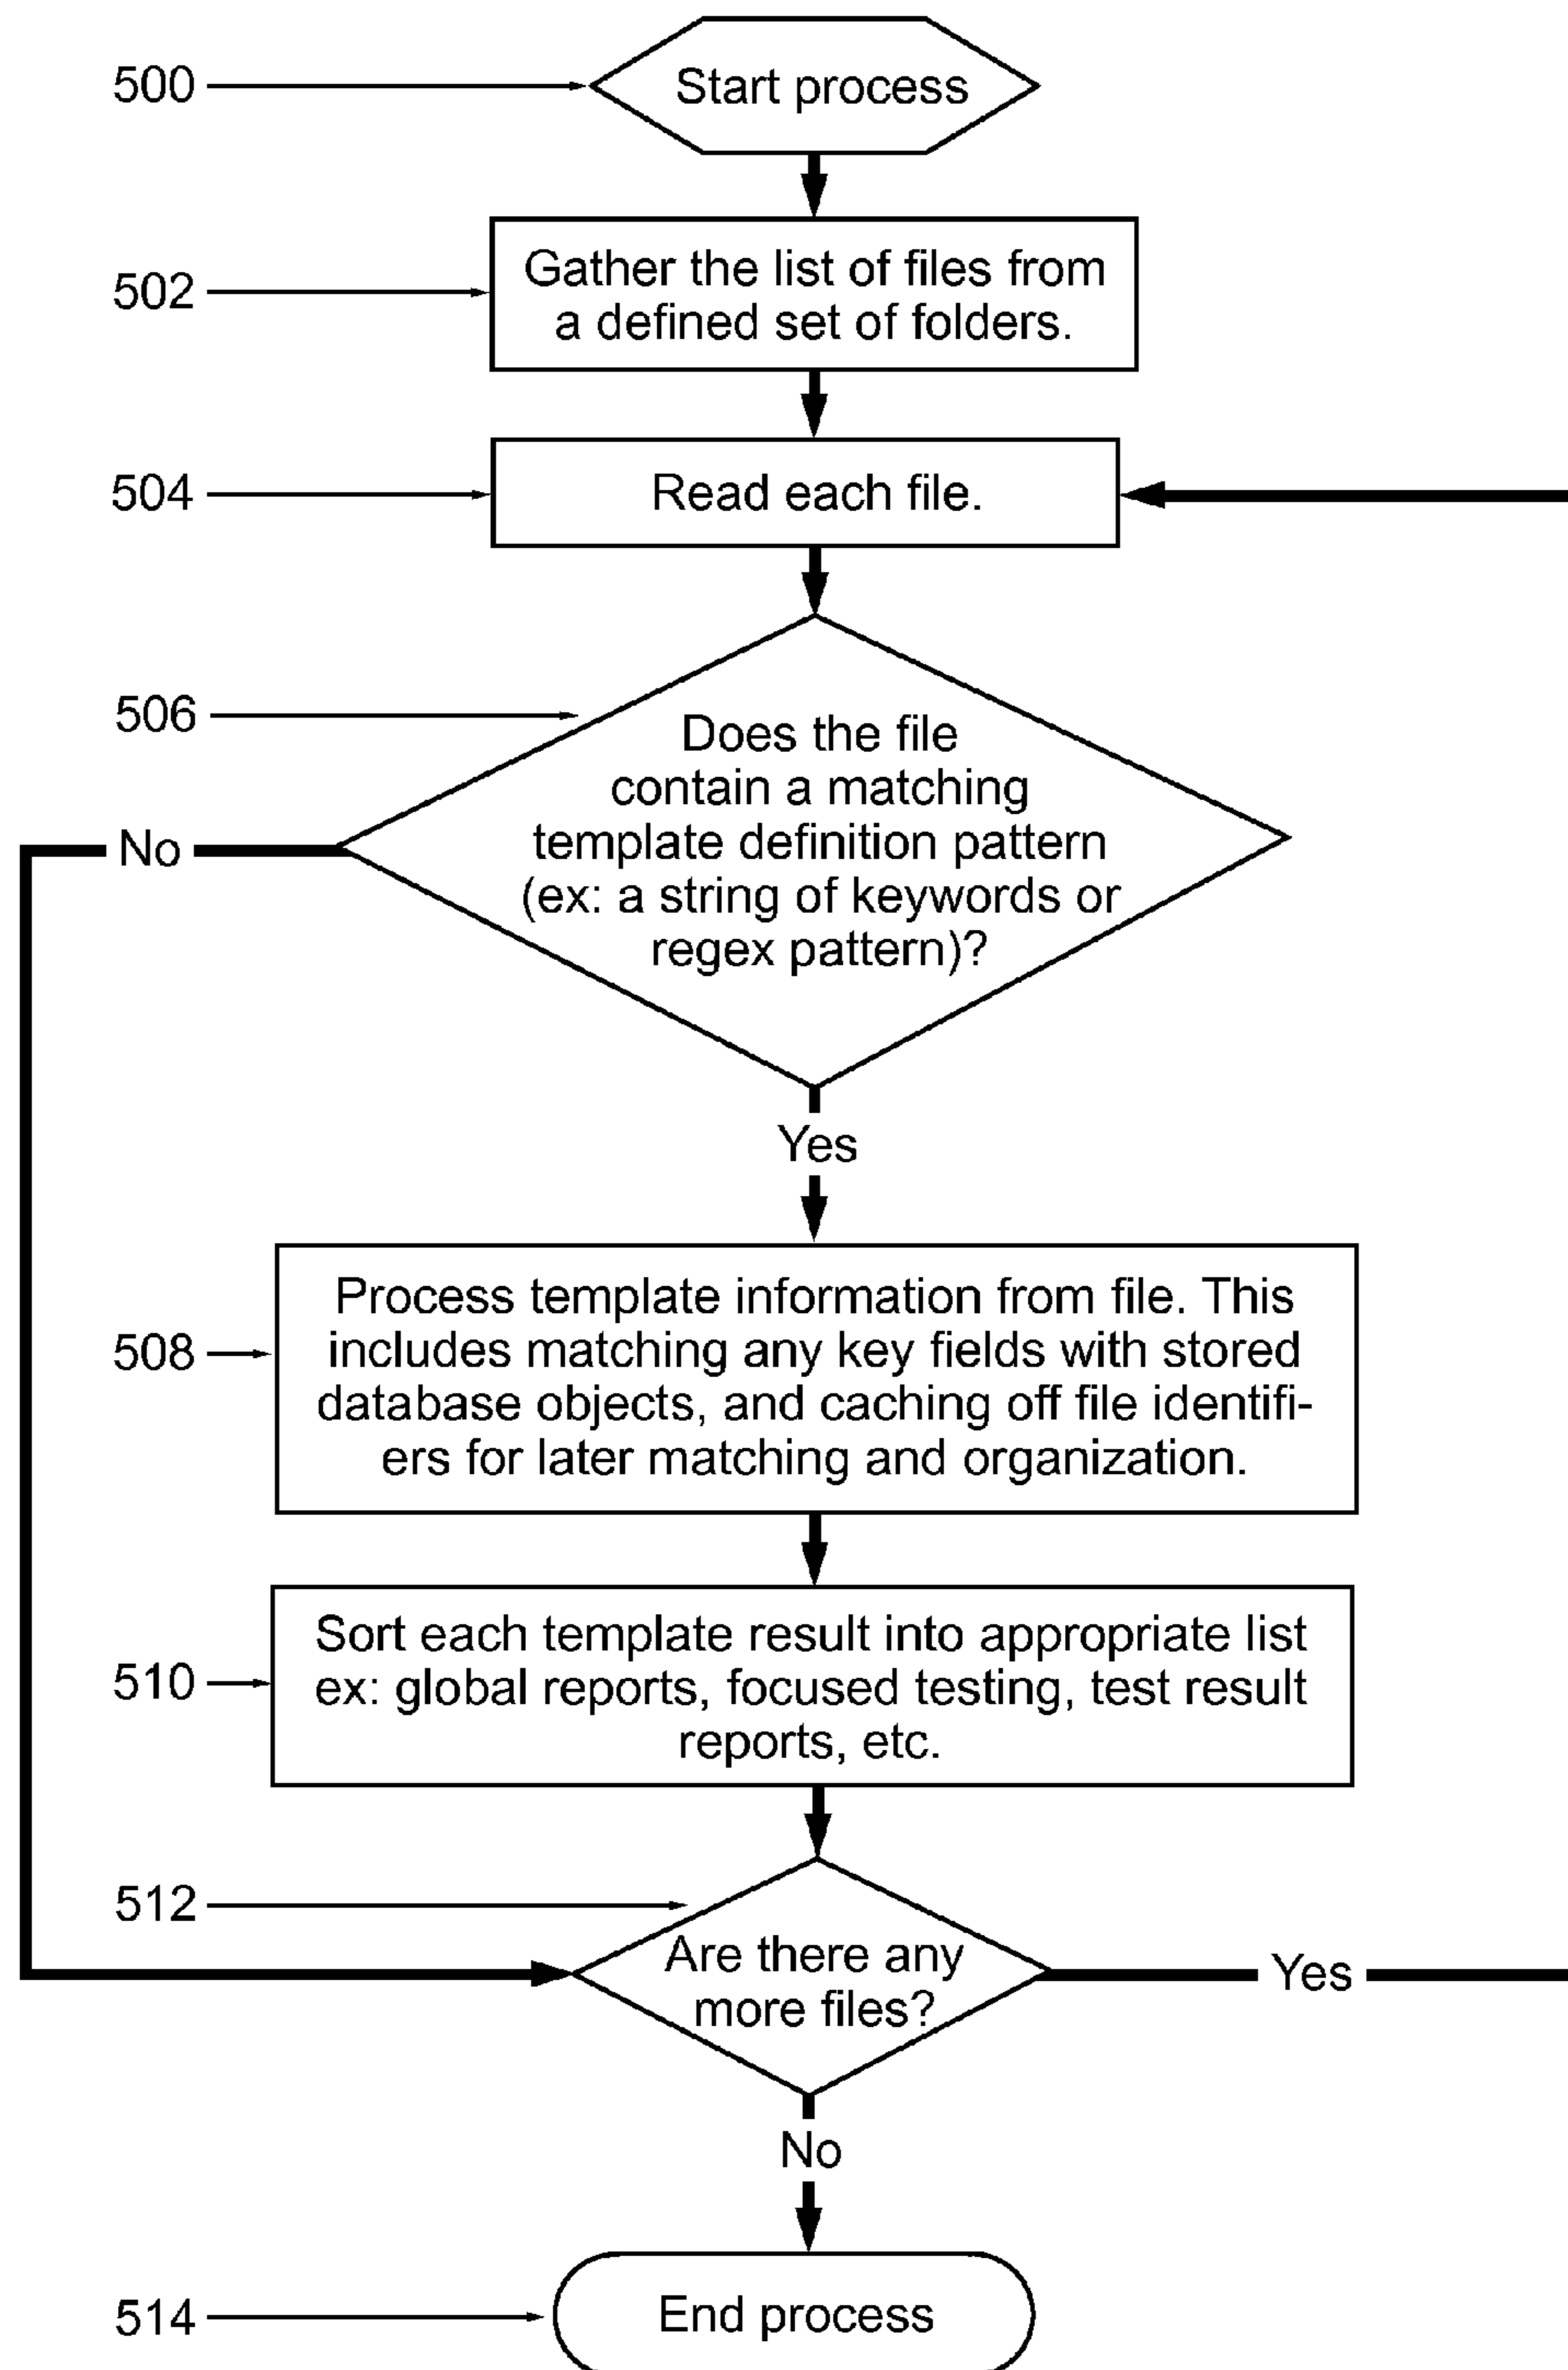 500
Start process
502
Gather the list of files from
a defined set of folders.
504
Read each file.
506
Does the file
contain a matching
template definition pattern
(ex: a string of keywords or
regex pattern)?
No
Yes
508
Process template information from file. This
includes matching any key fields with stored
database objects, and caching off file identifi-
ers for later matching and organization.
510
Sort each template result into appropriate list
ex: global reports, focused testing, test result
reports, etc.
512
Are there any
more files?
Yes
No
514
End process